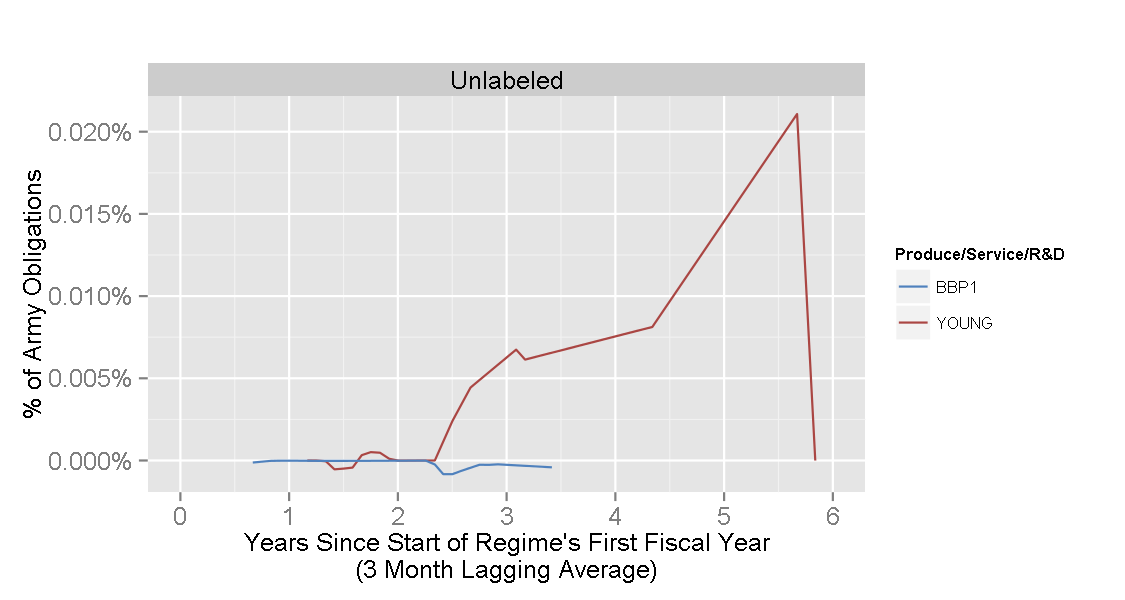 Unlabeled
% of Army Obligations
0.020%
0.015%
0.010%
0.005%
0.000%
0 1 2 3 4 5 6
Years Since Start of Regime's First Fiscal Year
(3 Month Lagging Average)
Produce/Service/R&D
BBP1
YOUNG